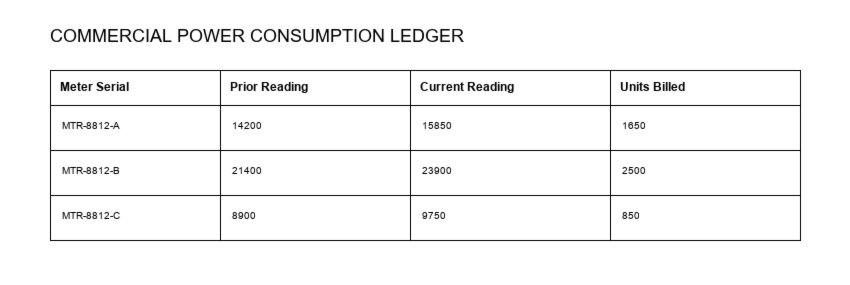 COMMERCIAL POWER CONSUMPTION LEDGER
Meter Serial Prior Reading Current Reading Units Billed
MTR-8812-A 14200 15850 1650
MTR-8812-B 21400 23900 2500
MTR-8812-C 8900 9750 850